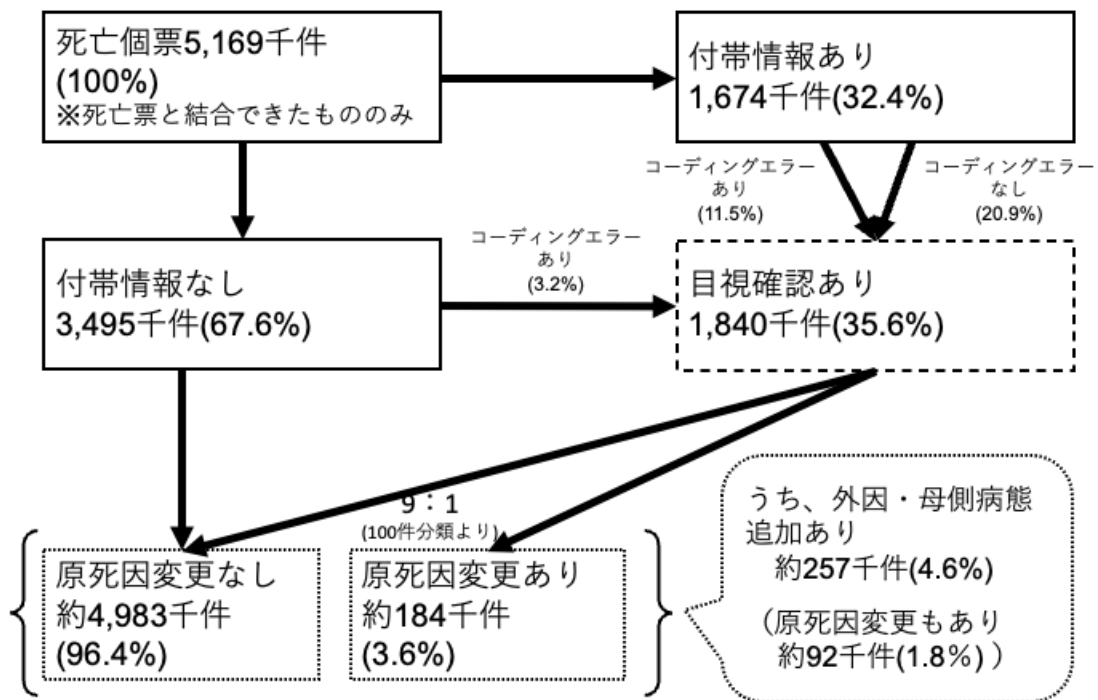 死亡個票5,169千件
(100%)
※死亡票と結合できたもののみ
付帯情報あり
1,674千件(32.4%)
コーディングエラー
あり
(11.5%)
コーディングエラー
なし
(20.9%)
付帯情報なし
3,495千件(67.6%)
コーディングエラー
あり
(3.2%)
目視確認あり
1,840千件(35.6%)
9：1
(100件分類より)
原死因変更なし
約4,983千件
(96.4%)
原死因変更あり
約184千件
(3.6%)
うち、外因・母側病態
追加あり
約257千件(4.6%)
（原死因変更もあり
約92千件(1.8%) ）